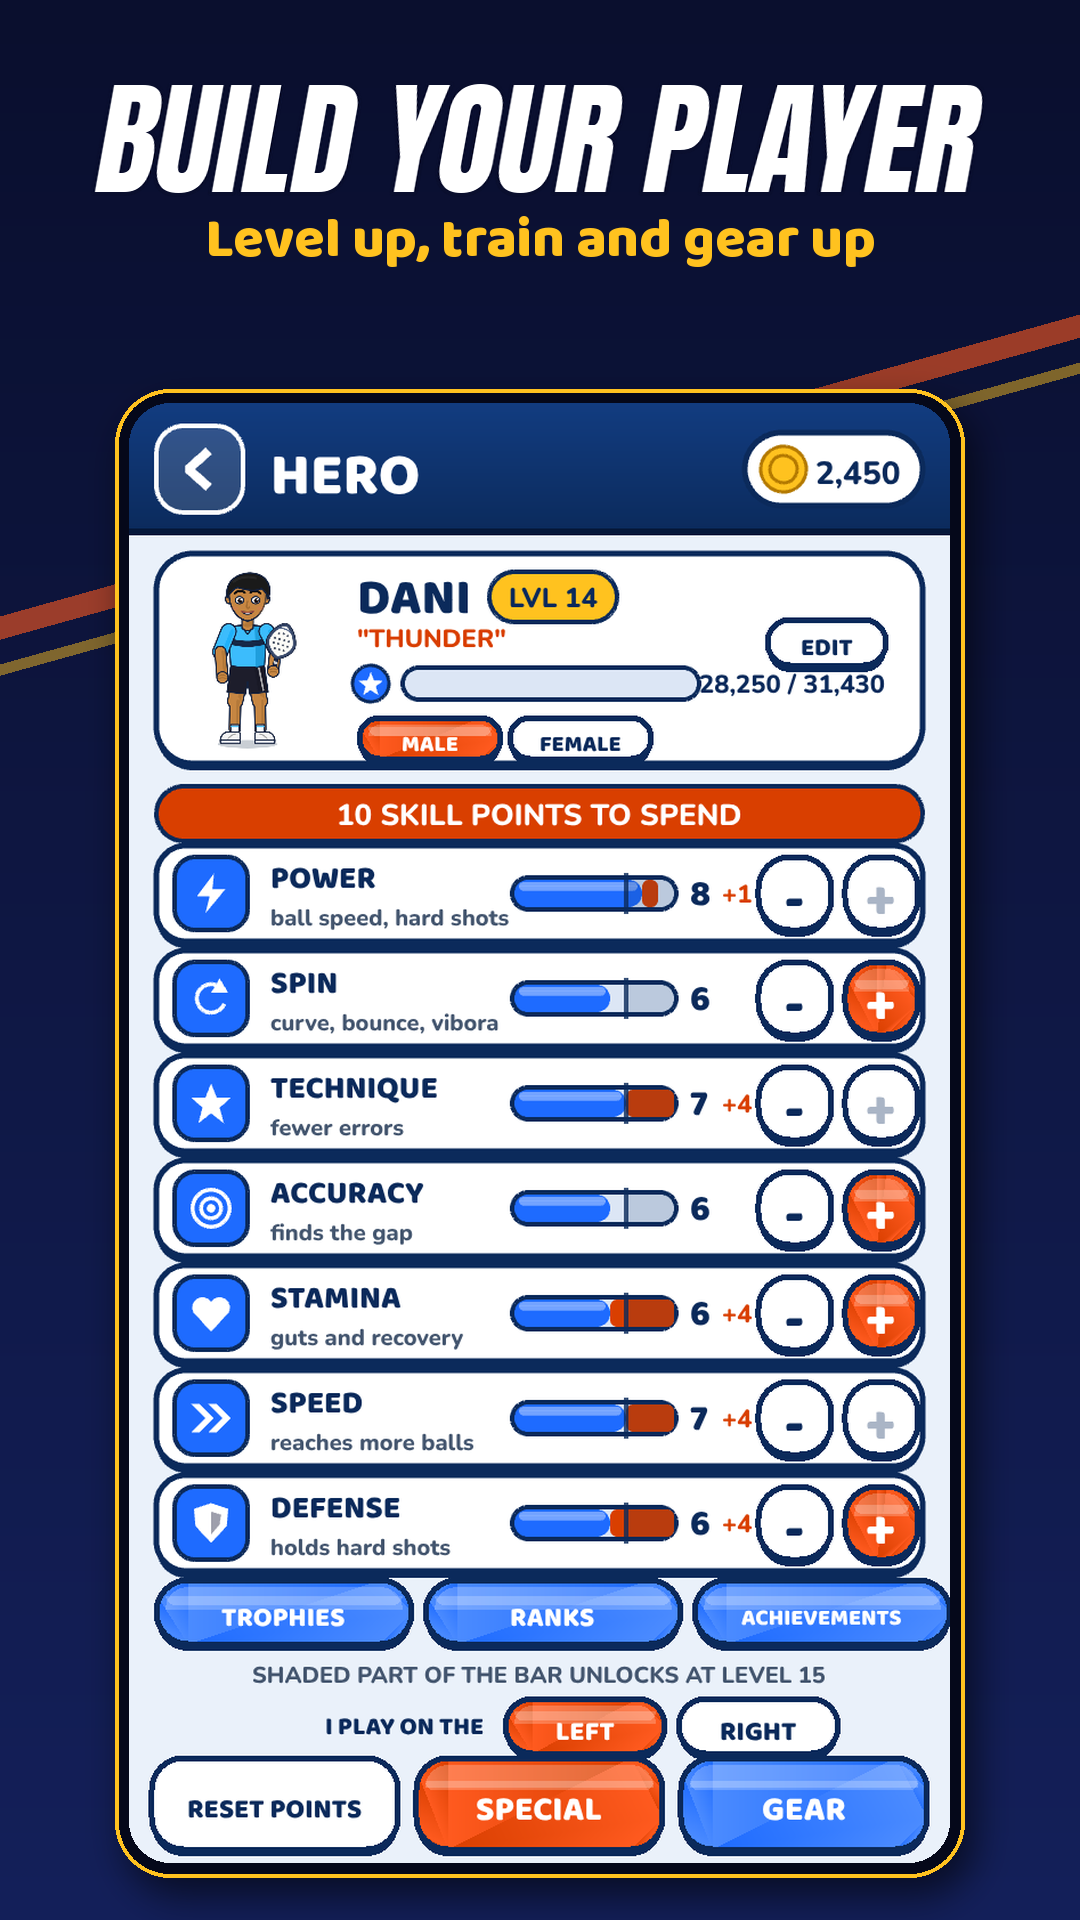 BUILD YOUR PLAYER
Level up, train and gear up
HERO
2,450
DANI
LVL 14
"THUNDER"
EDIT
28,250 / 31,430
MALE
FEMALE
10 SKILL POINTS TO SPEND
POWER
ball speed, hard shots
8 +1
- +
SPIN
curve, bounce, vibora
6
- +
TECHNIQUE
fewer errors
7 +4
- +
ACCURACY
finds the gap
6
- +
STAMINA
guts and recovery
6 +4
- +
SPEED
reaches more balls
7 +4
- +
DEFENSE
holds hard shots
6 +4
- +
TROPHIES
RANKS
ACHIEVEMENTS
SHADED PART OF THE BAR UNLOCKS AT LEVEL 15
I PLAY ON THE
LEFT
RIGHT
RESET POINTS
SPECIAL
GEAR